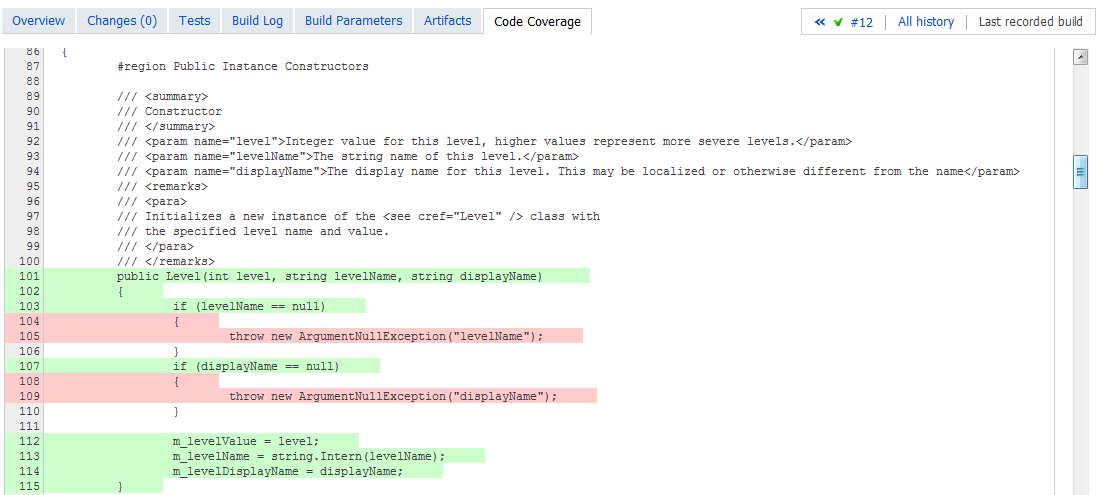 Overview Changes (0) Tests Build Log Build Parameters Artifacts Code Coverage « #12 All history Last recorded build
86 {
87 #region Public Instance Constructors
88
89 /// <summary>
90 /// Constructor
91 /// </summary>
92 /// <param name="level">Integer value for this level, higher values represent more severe levels.</param>
93 /// <param name="levelName">The string name of this level.</param>
94 /// <param name="displayName">The display name for this level. This may be localized or otherwise different from the name</param>
95 /// <remarks>
96 /// <para>
97 /// Initializes a new instance of the <see cref="Level" /> class with
98 /// the specified level name and value.
99 /// </para>
100 /// </remarks>
101 public Level(int level, string levelName, string displayName)
102 {
103 if (levelName == null)
104 {
105 throw new ArgumentNullException("levelName");
106 }
107 if (displayName == null)
108 {
109 throw new ArgumentNullException("displayName");
110 }
111
112 m_levelValue = level;
113 m_levelName = string.Intern(levelName);
114 m_levelDisplayName = displayName;
115 }